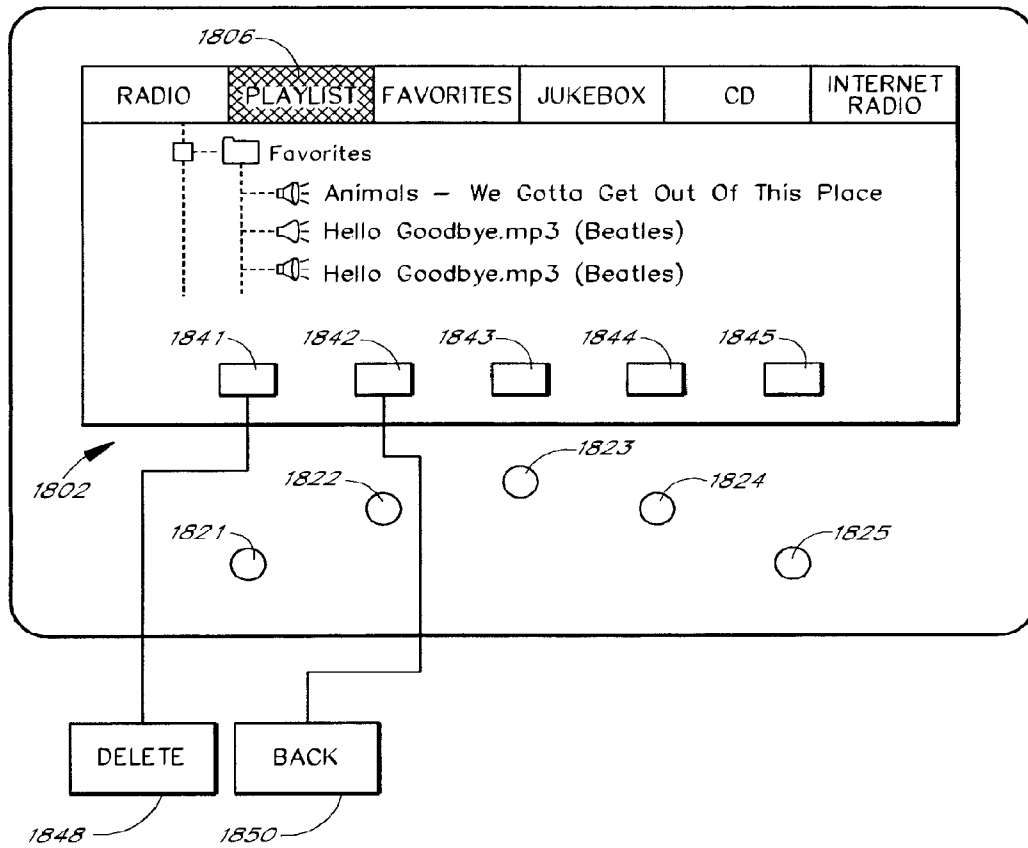 1806
RADIO PLAYLIST FAVORITES JUKEBOX CD INTERNET RADIO
Favorites
Animals – We Gotta Get Out Of This Place
Hello Goodbye.mp3 (Beatles)
Hello Goodbye.mp3 (Beatles)
1841 1842 1843 1844 1845
1802
1821 1822 1823 1824 1825
DELETE BACK
1848 1850